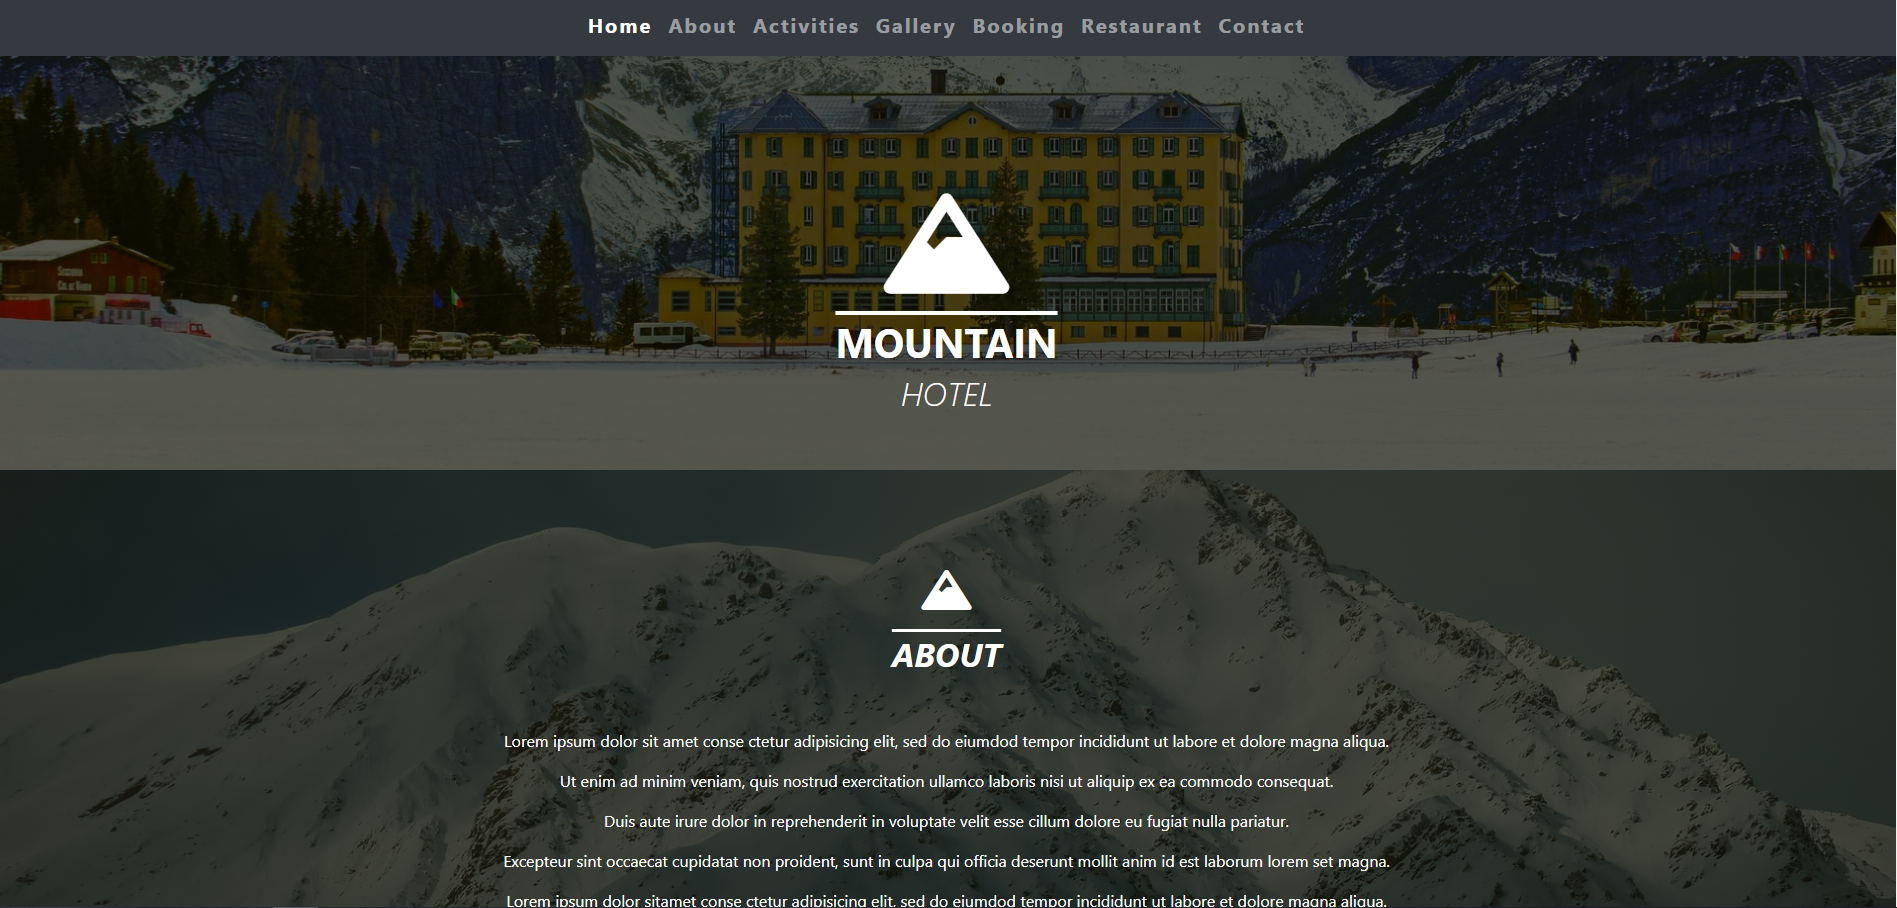 Home About Activities Gallery Booking Restaurant Contact
MOUNTAIN
HOTEL
ABOUT
Lorem ipsum dolor sit amet conse ctetur adipisicing elit, sed do eiumdod tempor incididunt ut labore et dolore magna aliqua.
Ut enim ad minim veniam, quis nostrud exercitation ullamco laboris nisi ut aliquip ex ea commodo consequat.
Duis aute irure dolor in reprehenderit in voluptate velit esse cillum dolore eu fugiat nulla pariatur.
Excepteur sint occaecat cupidatat non proident, sunt in culpa qui officia deserunt mollit anim id est laborum lorem set magna.
Lorem ipsum dolor sitamet conse ctetur adipisicing elit, sed do eiumdod tempor incididunt ut labore et dolore magna aliqua.